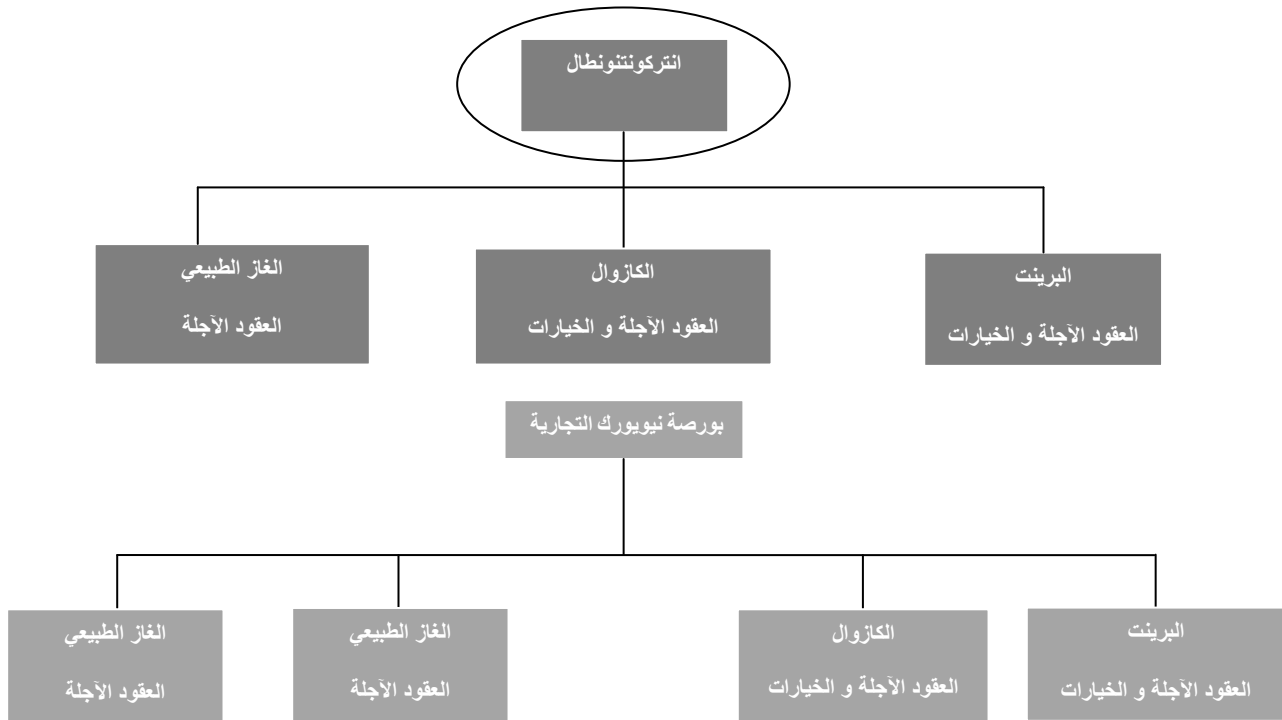 انتركونتنونطال
البرينت
العقود الآجلة و الخيارات
الكازوال
العقود الآجلة و الخيارات
الغاز الطبيعي
العقود الآجلة
بورصة نيويورك التجارية
البرينت
العقود الآجلة و الخيارات
الكازوال
العقود الآجلة و الخيارات
الغاز الطبيعي
العقود الآجلة
الغاز الطبيعي
العقود الآجلة